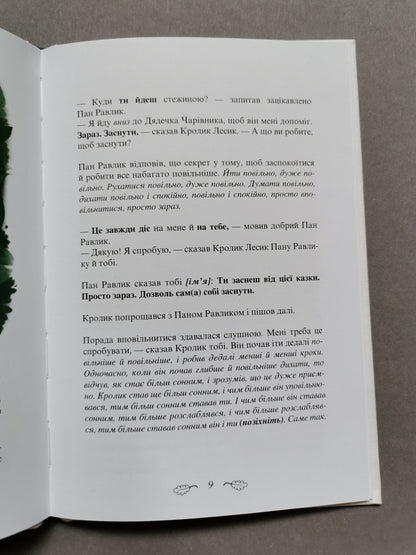 — Куди ти йдеш стежиною? — запитав зацікавлено
Пан Равлик.
— Я йду вниз до Дядечка Чарівника, щоб він мені допоміг.
Зараз. Заснути, — сказав Кролик Лесик. — А що ви робите,
щоб заснути?
Пан Равлик відповів, що секрет у тому, щоб заспокоїтися
й робити все набагато повільніше. Йти повільно, дуже по-
вільно. Рухатися повільно, дуже повільно. Думати повільно,
дихати повільно і спокійно, повільно і спокійно, просто впо-
вільнитися, просто зараз.
— Це завжди діє на мене й на тебе, — мовив добрий Пан
Равлик.
— Дякую! Я спробую, — сказав Кролик Лесик Пану Равли-
ку й тобі.
Пан Равлик сказав тобі [ім’я]: Ти заснеш від цієї казки.
Просто зараз. Дозволь сам(а) собі заснути.
Кролик попрощався з Паном Равликом і пішов далі.
Порада вповільнитися здавалася слушною. Мені треба це
спробувати, — сказав Кролик тобі. Він почав іти дедалі по-
вільніше й повільніше, і робив дедалі менші й менші кроки.
Одночасно, коли він почав глибше й повільніше дихати, то
відчув, як стає більш сонним, і зрозумів, що це дуже приєм-
но. Кролик став ще більш сонним, і чим більше він уповільню-
вався, тим більш сонним ставав ти. І чим більше він ставав
сонним, тим більше розслаблявся, і чим більше розслабляв-
ся, тим більше ставав сонним він і ти (позіхніть). Саме так.
9